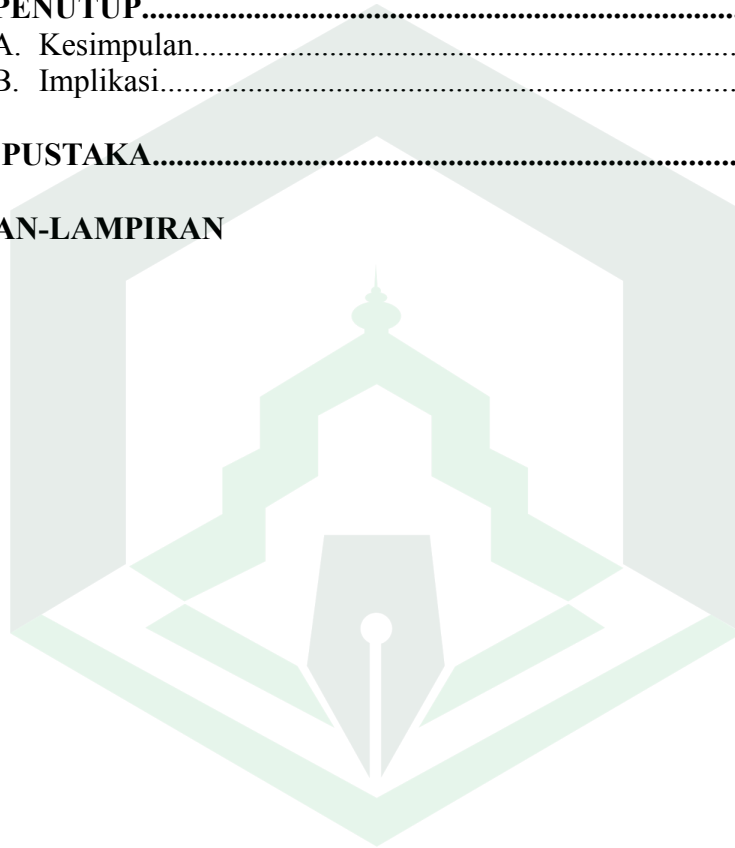 PENUTUP...............................................................................
A. Kesimpulan.........................................................................
B. Implikasi.............................................................................
PUSTAKA..............................................................................
AN-LAMPIRAN